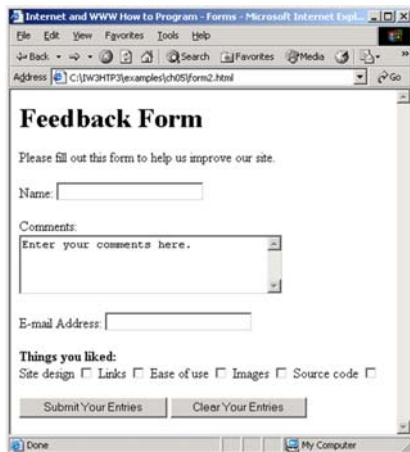 Internet and WWW How to Program - Forms - Microsoft Internet Expl...
File Edit View Favorites Tools Help
Back Search Favorites Media
Address C:\IW3HTP3\examples\ch05\form2.html Go
Feedback Form
Please fill out this form to help us improve our site.
Name:
Comments:
Enter your comments here.
E-mail Address:
Things you liked:
Site design Links Ease of use Images Source code
Submit Your Entries Clear Your Entries
Done My Computer